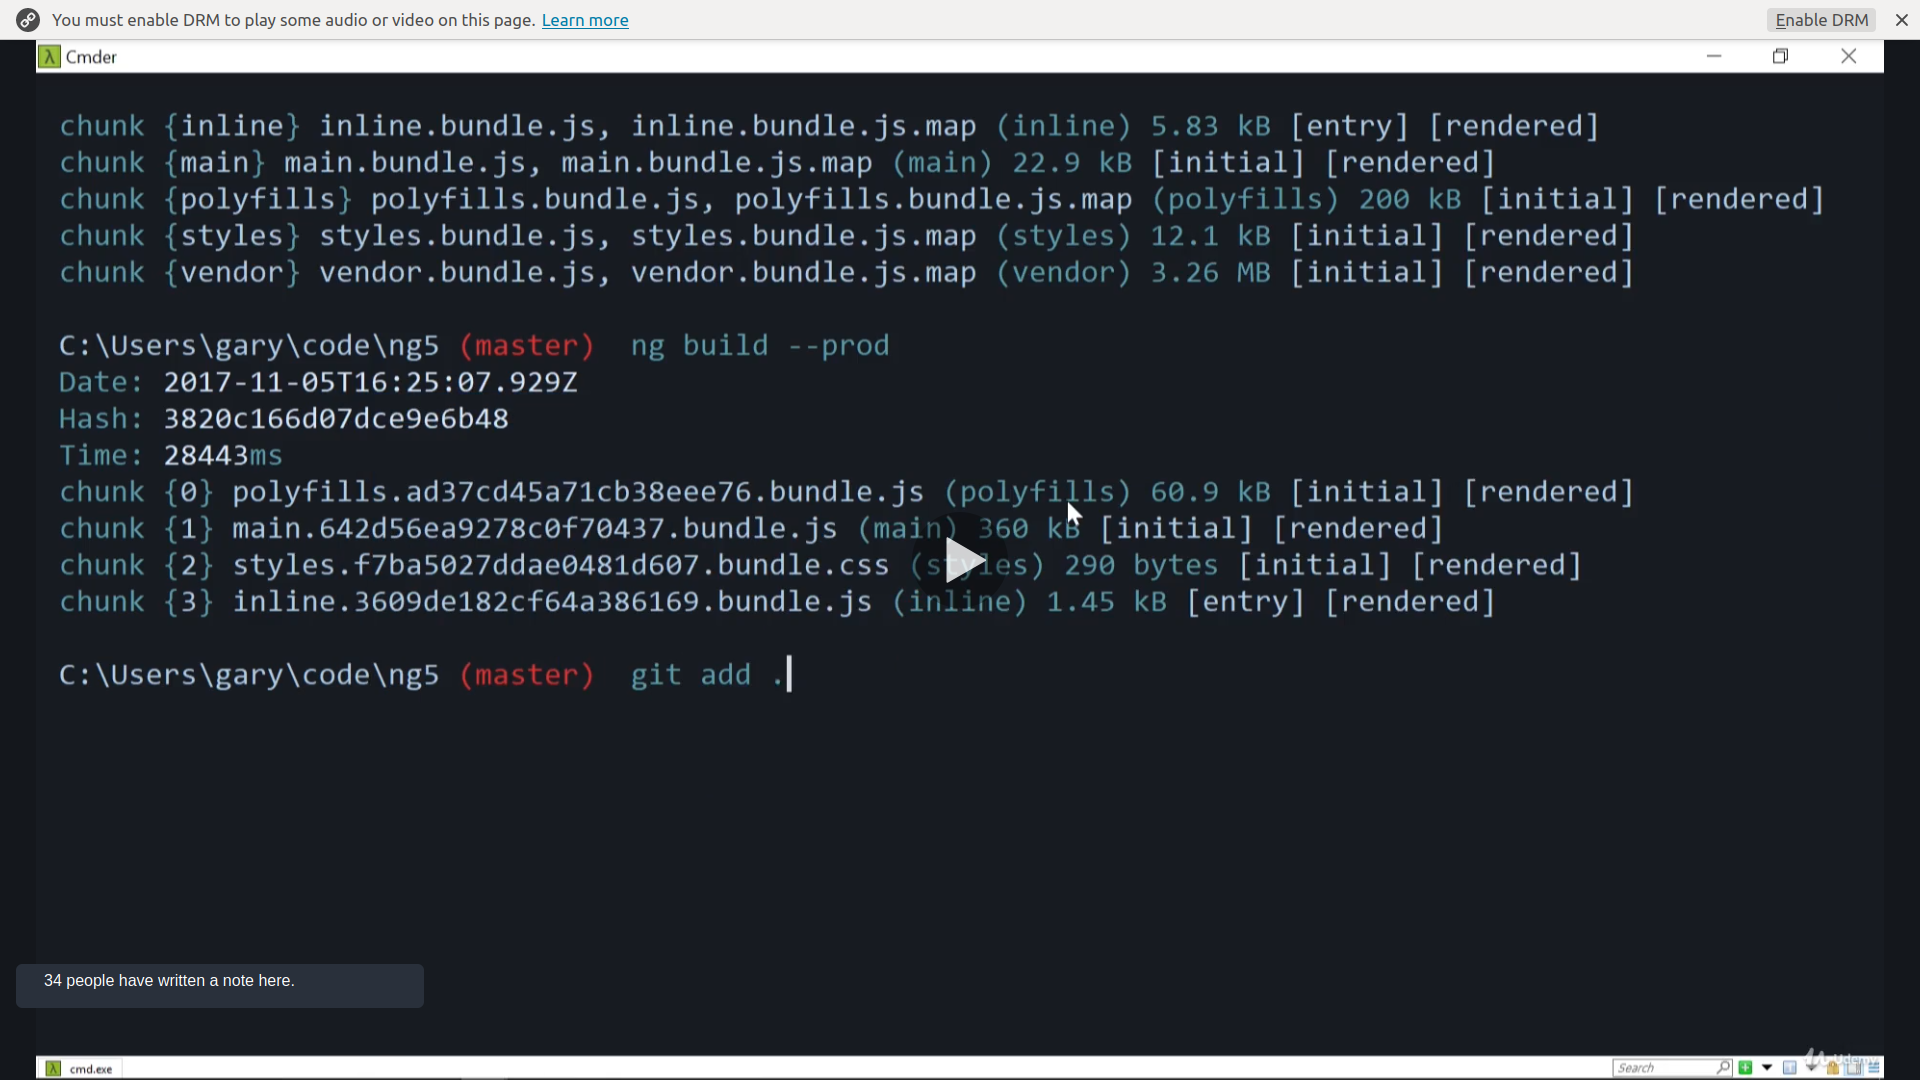 You must enable DRM to play some audio or video on this page. Learn more
Enable DRM
Cmder
chunk {inline} inline.bundle.js, inline.bundle.js.map (inline) 5.83 kB [entry] [rendered]
chunk {main} main.bundle.js, main.bundle.js.map (main) 22.9 kB [initial] [rendered]
chunk {polyfills} polyfills.bundle.js, polyfills.bundle.js.map (polyfills) 200 kB [initial] [rendered]
chunk {styles} styles.bundle.js, styles.bundle.js.map (styles) 12.1 kB [initial] [rendered]
chunk {vendor} vendor.bundle.js, vendor.bundle.js.map (vendor) 3.26 MB [initial] [rendered]
C:\Users\gary\code\ng5 (master)  ng build --prod
Date: 2017-11-05T16:25:07.929Z
Hash: 3820c166d07dce9e6b48
Time: 28443ms
chunk {0} polyfills.ad37cd45a71cb38eee76.bundle.js (polyfills) 60.9 kB [initial] [rendered]
chunk {1} main.642d56ea9278c0f70437.bundle.js (main) 360 kB [initial] [rendered]
chunk {2} styles.f7ba5027ddae0481d607.bundle.css (styles) 290 bytes [initial] [rendered]
chunk {3} inline.3609de182cf64a386169.bundle.js (inline) 1.45 kB [entry] [rendered]
C:\Users\gary\code\ng5 (master)  git add .
34 people have written a note here.
cmd.exe
Search
Udemy